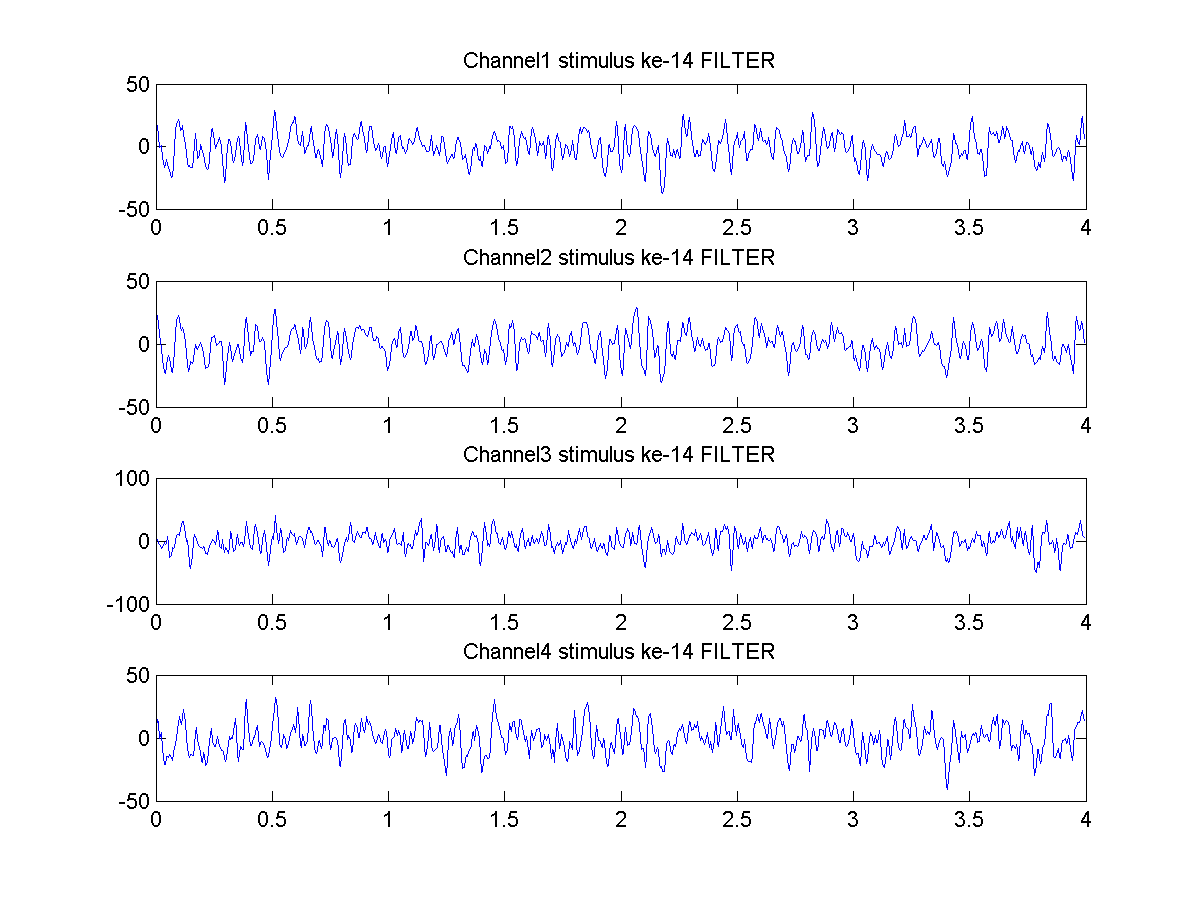 Channel1 stimulus ke-14 FILTER
50
0
-50
0 0.5 1 1.5 2 2.5 3 3.5 4
Channel2 stimulus ke-14 FILTER
50
0
-50
0 0.5 1 1.5 2 2.5 3 3.5 4
Channel3 stimulus ke-14 FILTER
100
0
-100
0 0.5 1 1.5 2 2.5 3 3.5 4
Channel4 stimulus ke-14 FILTER
50
0
-50
0 0.5 1 1.5 2 2.5 3 3.5 4